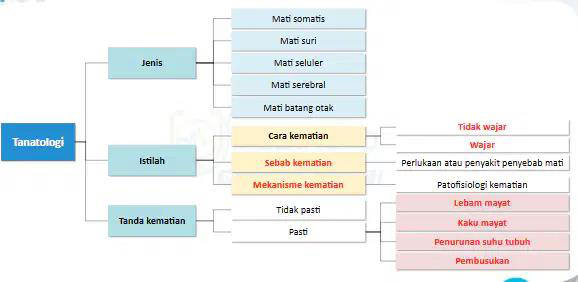 Tanatologi
Jenis
Mati somatis
Mati suri
Mati seluler
Mati serebral
Mati batang otak
Istilah
Cara kematian
Tidak wajar
Wajar
Sebab kematian
Perlukaan atau penyakit penyebab mati
Mekanisme kematian
Patofisiologi kematian
Tanda kematian
Tidak pasti
Pasti
Lebam mayat
Kaku mayat
Penurunan suhu tubuh
Pembusukan